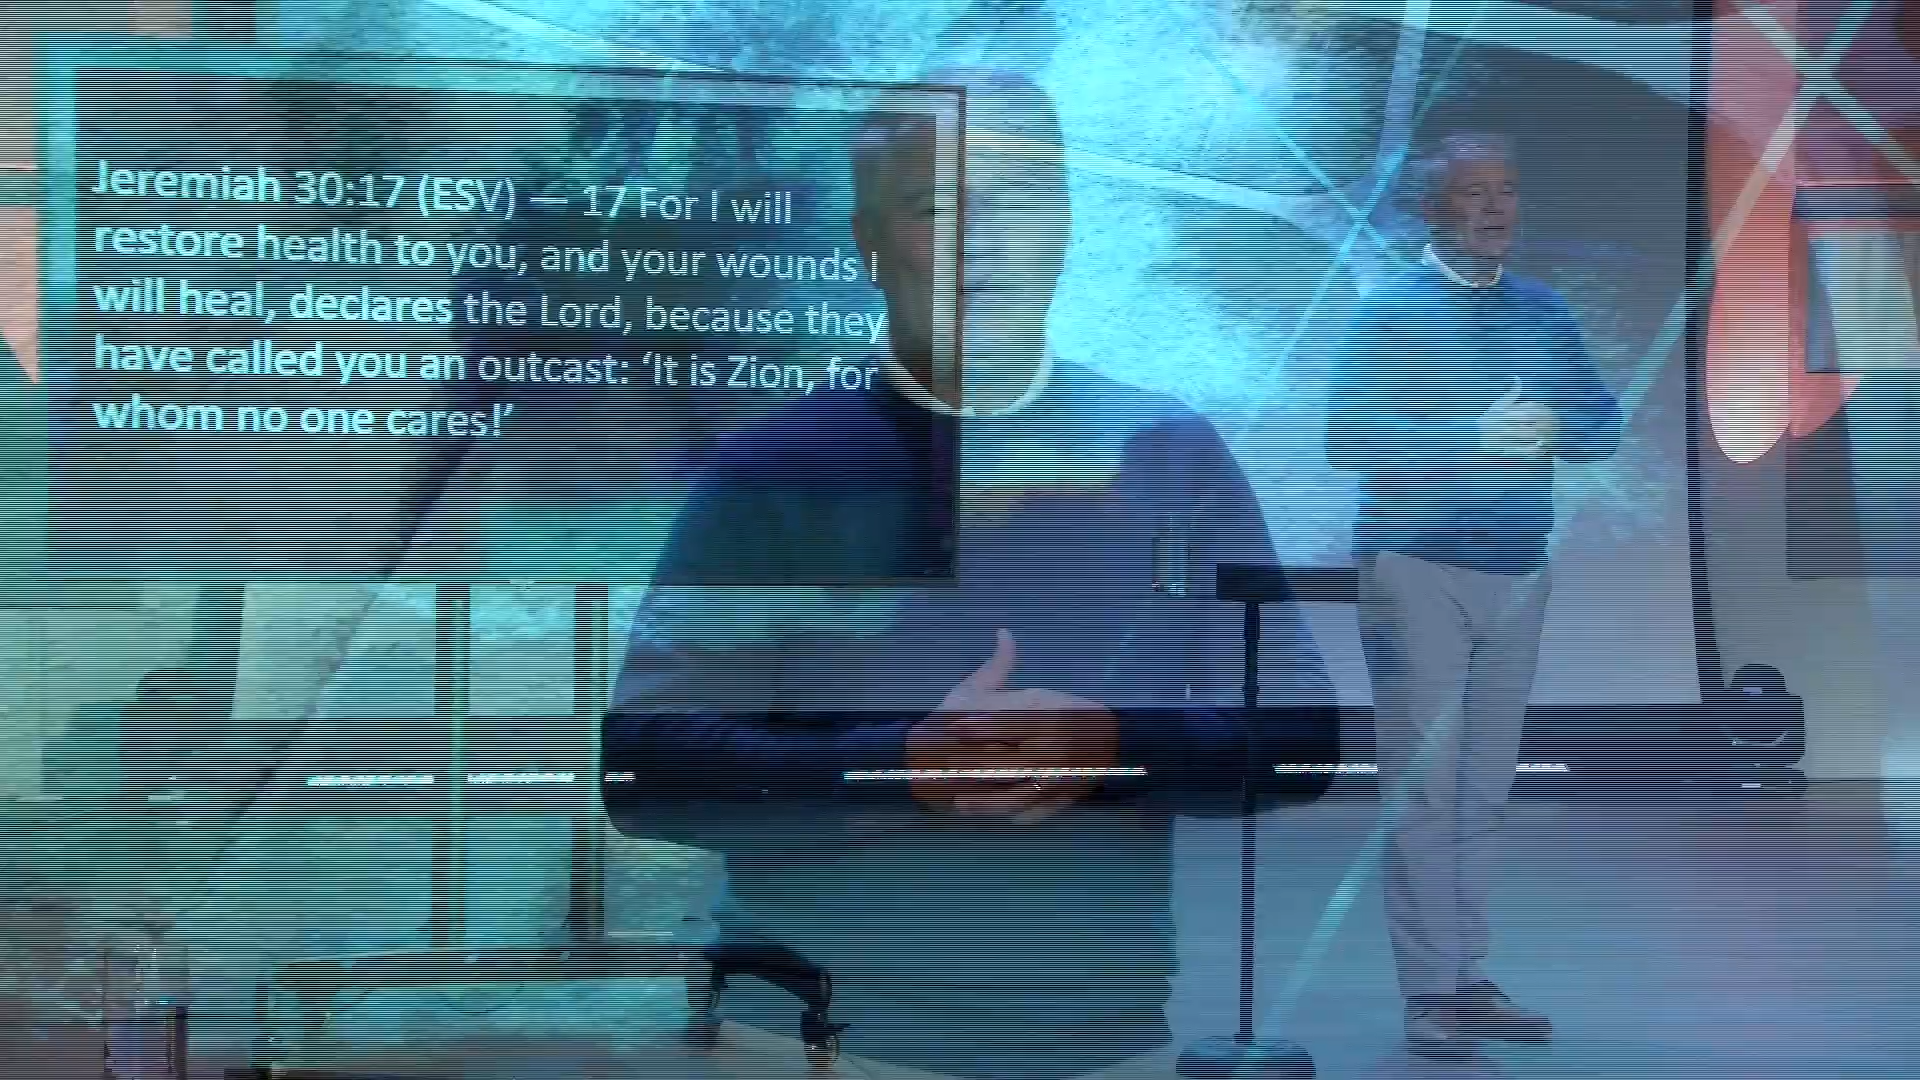 Jeremiah 30:17 (ESV) — 17 For I will
restore health to you, and your wounds I
will heal, declares the Lord, because they
have called you an outcast: ‘It is Zion, for
whom no one cares!’